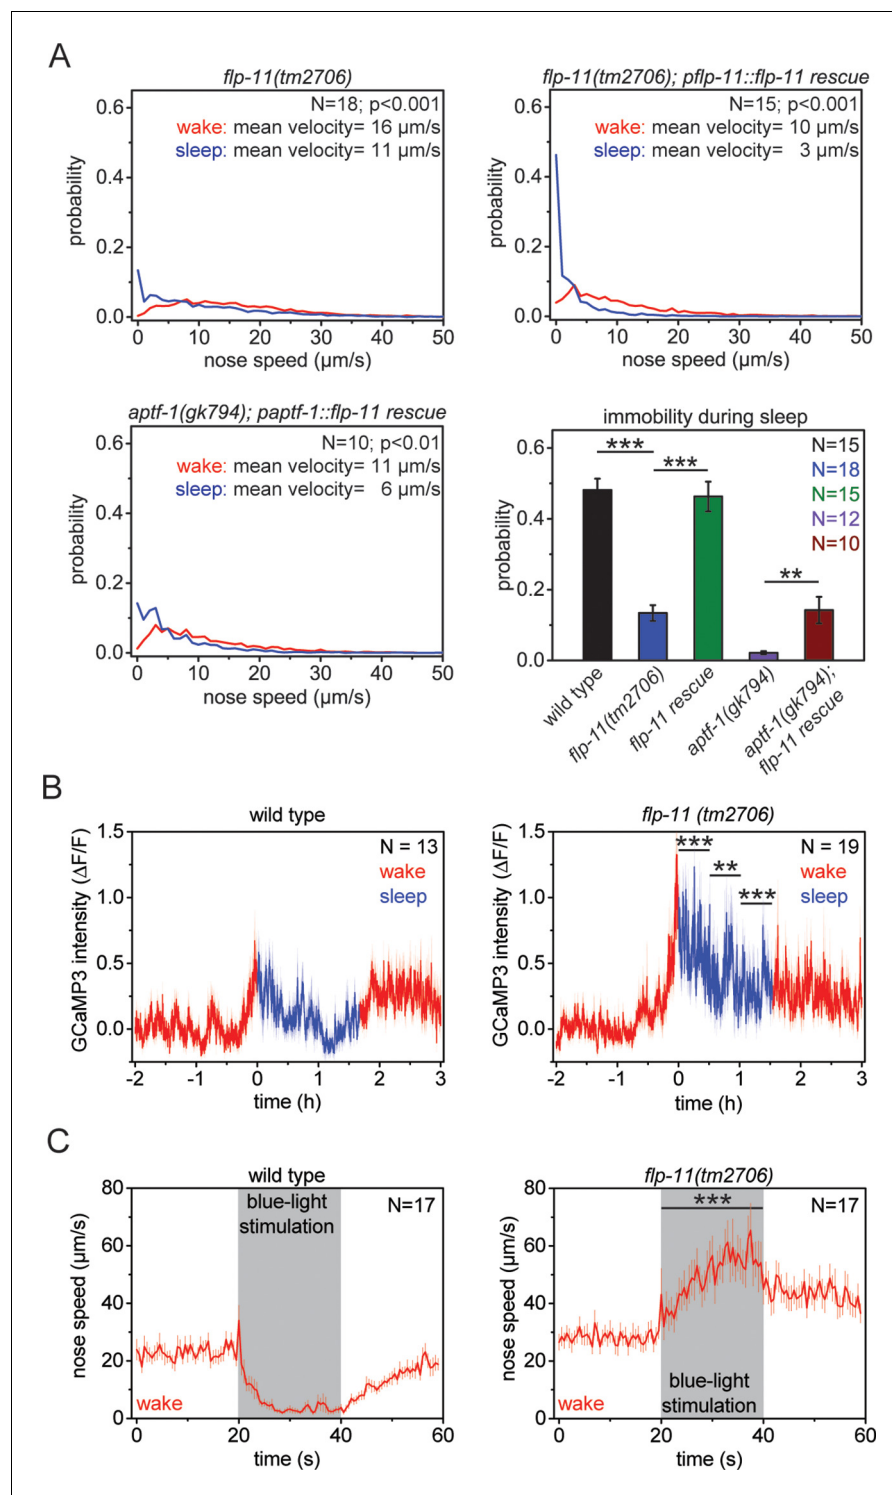 A
flp-11(tm2706)
0.6
0.4
0.2
0.0
probability
N=18; p<0.001
wake: mean velocity= 16 µm/s
sleep: mean velocity= 11 µm/s
0 10 20 30 40 50
nose speed (µm/s)
flp-11(tm2706); pflp-11::flp-11 rescue
0.6
0.4
0.2
0.0
probability
N=15; p<0.001
wake: mean velocity= 10 µm/s
sleep: mean velocity= 3 µm/s
0 10 20 30 40 50
nose speed (µm/s)
aptf-1(gk794); paptf-1::flp-11 rescue
0.6
0.4
0.2
0.0
probability
N=10; p<0.01
wake: mean velocity= 11 µm/s
sleep: mean velocity= 6 µm/s
0 10 20 30 40 50
nose speed (µm/s)
immobility during sleep
0.6
0.4
0.2
0.0
probability
*** *** **
N=15
N=18
N=15
N=12
N=10
wild type
flp-11(tm2706)
flp-11 rescue
aptf-1(gk794)
aptf-1(gk794);
flp-11 rescue
B
wild type
1.5
1.0
0.5
0.0
GCaMP3 intensity (ΔF/F)
N = 13
wake
sleep
-2 -1 0 1 2 3
time (h)
flp-11 (tm2706)
1.5
1.0
0.5
0.0
GCaMP3 intensity (ΔF/F)
***
**
***
N = 19
wake
sleep
-2 -1 0 1 2 3
time (h)
C
wild type
80
60
40
20
0
nose speed (µm/s)
blue-light
stimulation
N=17
wake
0 20 40 60
time (s)
flp-11(tm2706)
80
60
40
20
0
nose speed (µm/s)
***
N=17
blue-light
stimulation
wake
0 20 40 60
time (s)